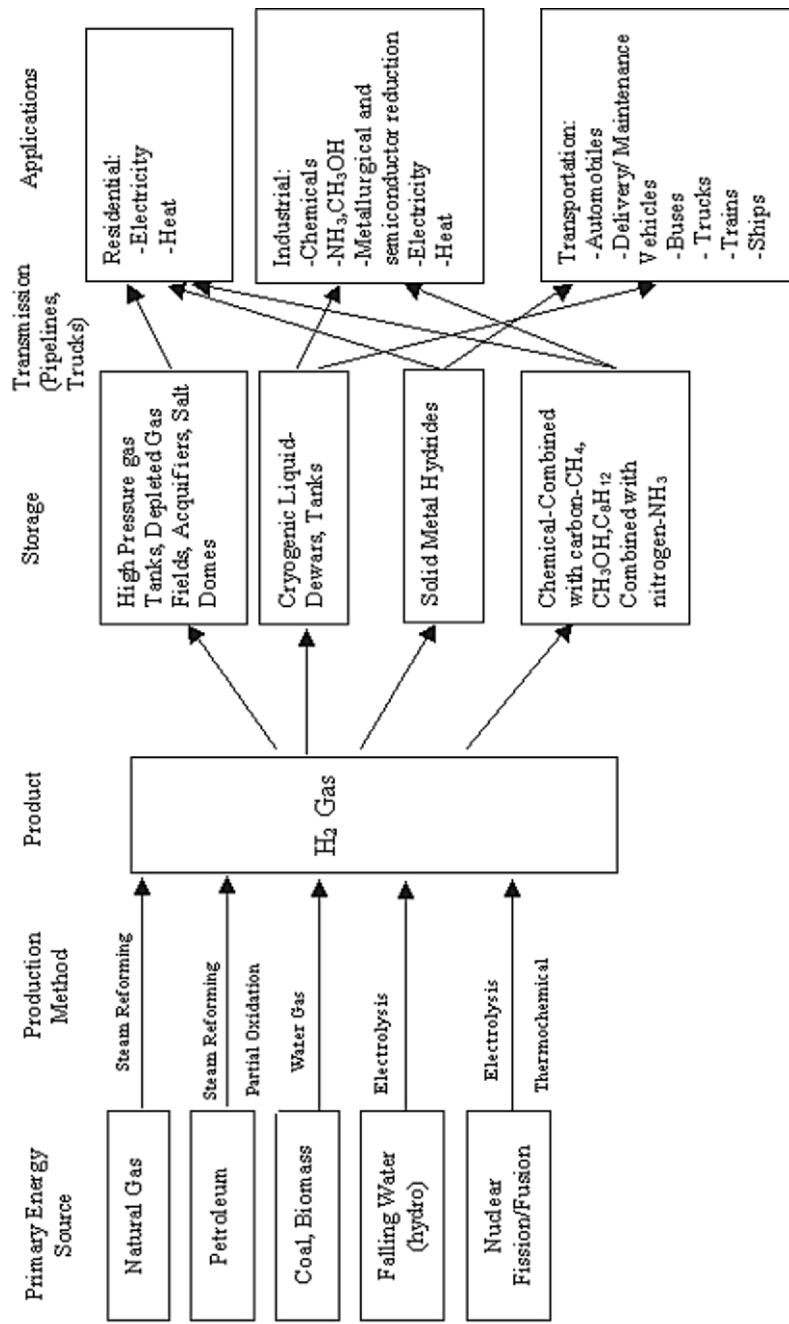 Primary Energy
Source
Production
Method
Product
Storage
Transmission
(Pipelines,
Trucks)
Applications
Natural Gas
Petroleum
Coal, Biomass
Falling Water
(hydro)
Nuclear
Fission/Fusion
Steam Reforming
Steam Reforming
Partial Oxidation
Water Gas
Electrolysis
Electrolysis
Thermochemical
H₂ Gas
High Pressure gas
Tanks, Depleted Gas
Fields, Acquifiers, Salt
Domes
Cryogenic Liquid-
Dewars, Tanks
Solid Metal Hydrides
Chemical-Combined
with carbon-CH₄,
CH₃OH,C₈H₁₂
Combined with
nitrogen-NH₃
Residential:
-Electricity
-Heat
Industrial:
-Chemicals
-NH₃,CH₃OH
-Metallurgical and
semiconductor reduction
-Electricity
-Heat
Transportation:
-Automobiles
-Delivery/ Maintenance
Vehicles
-Buses
- Trucks
-Trains
-Ships